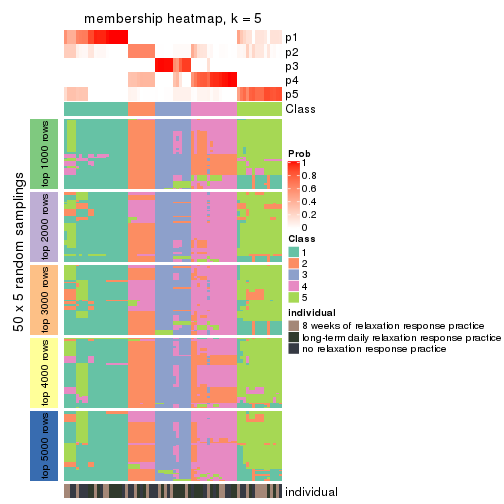 membership heatmap, k = 5
p1
p2
p3
p4
p5
Class
50 x 5 random samplings
top 1000 rows
top 2000 rows
top 3000 rows
top 4000 rows
top 5000 rows
individual
Prob
1
0.8
0.6
0.4
0.2
0
Class
1
2
3
4
5
individual
8 weeks of relaxation response practice
long-term daily relaxation response practice
no relaxation response practice